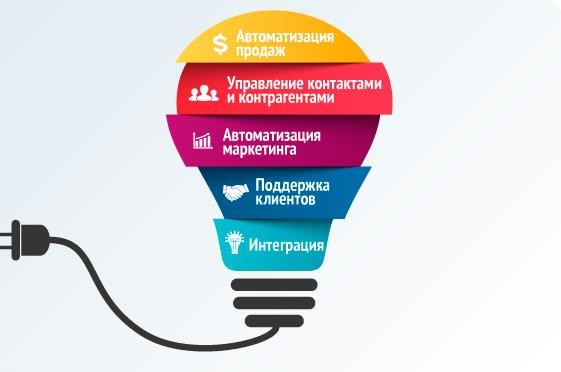 Автоматизация
продаж
Управление контактами
и контрагентами
Автоматизация
маркетинга
Поддержка
клиентов
Интеграция